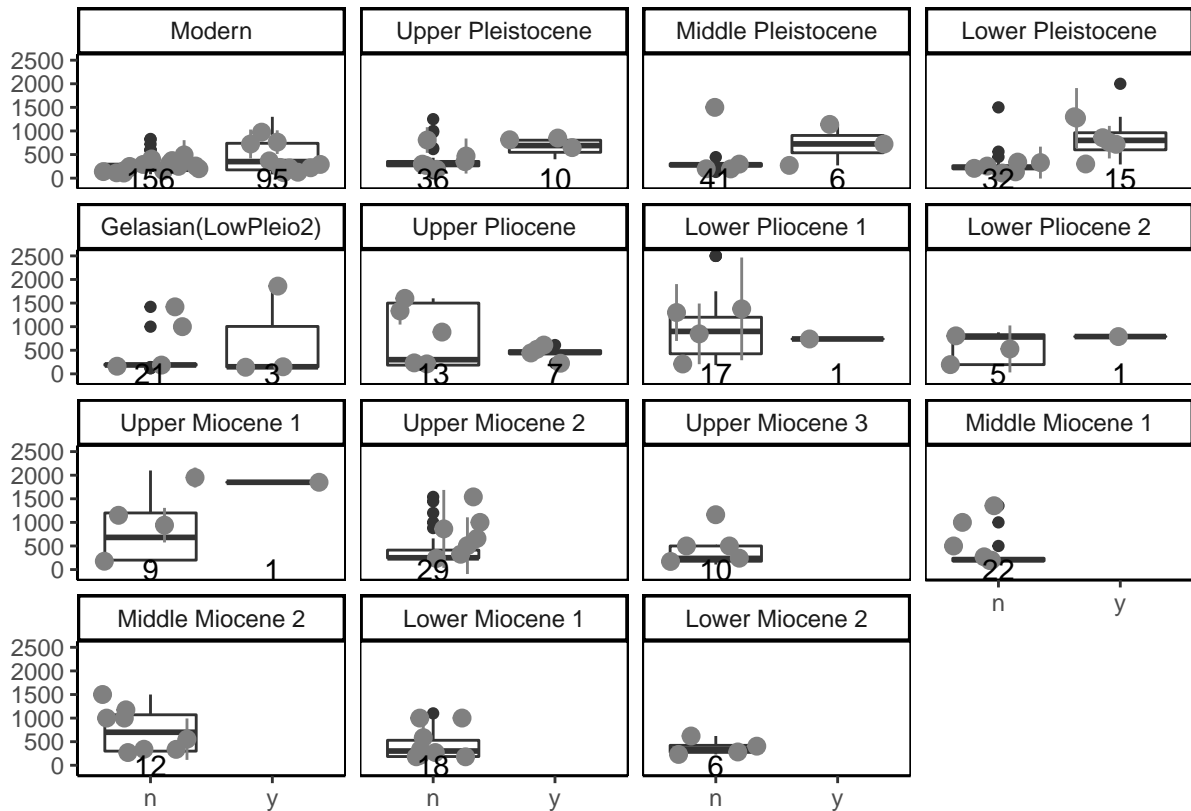 Modern Upper Pleistocene Middle Pleistocene Lower Pleistocene
2500
2000
1500
1000
500
0
156 95 36 10 41 6 32 15
Gelasian(LowPleio2) Upper Pliocene Lower Pliocene 1 Lower Pliocene 2
2500
2000
1500
1000
500
0
21 3 13 7 17 1 5 1
Upper Miocene 1 Upper Miocene 2 Upper Miocene 3 Middle Miocene 1
2500
2000
1500
1000
500
0
9 1 29 10 22
n y
Middle Miocene 2 Lower Miocene 1 Lower Miocene 2
2500
2000
1500
1000
500
0
12 18 6
n y n y n y